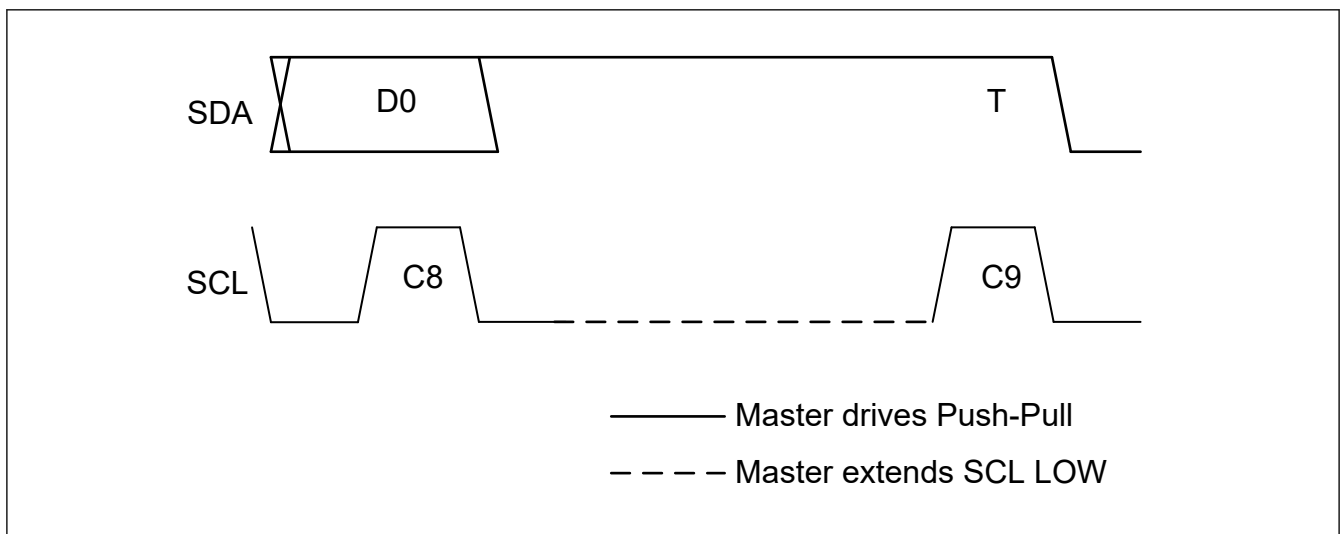 SDA D0 T
SCL C8 C9
Master drives Push-Pull
Master extends SCL LOW